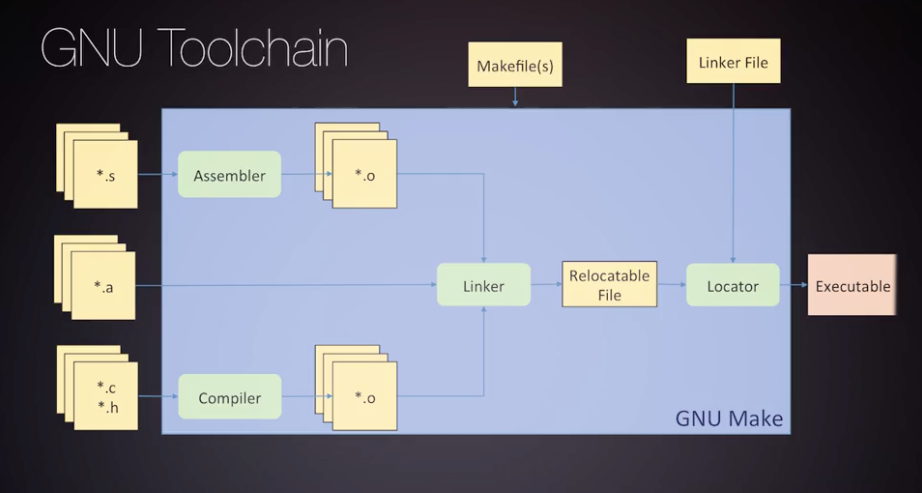 GNU Toolchain
Makefile(s)
Linker File
*.s
Assembler
*.o
*.a
Linker
Relocatable
File
Locator
Executable
*.c
*.h
Compiler
*.o
GNU Make